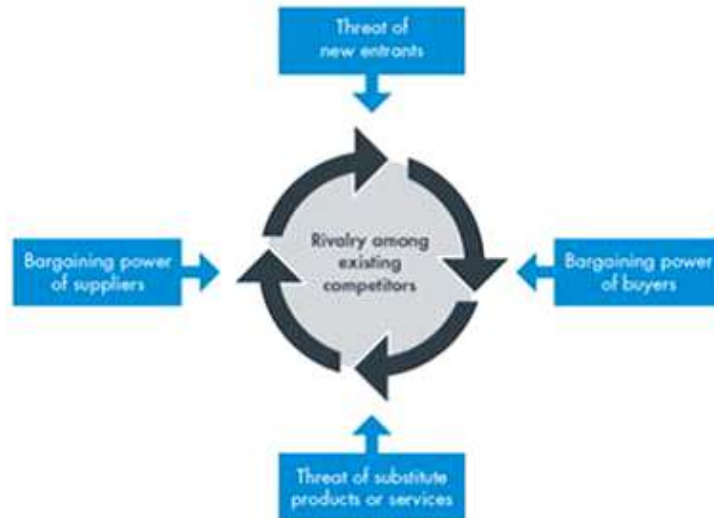 Threat of
new entrants
Bargaining power
of suppliers
Rivalry among
existing
competitors
Bargaining power
of buyers
Threat of substitute
products or services